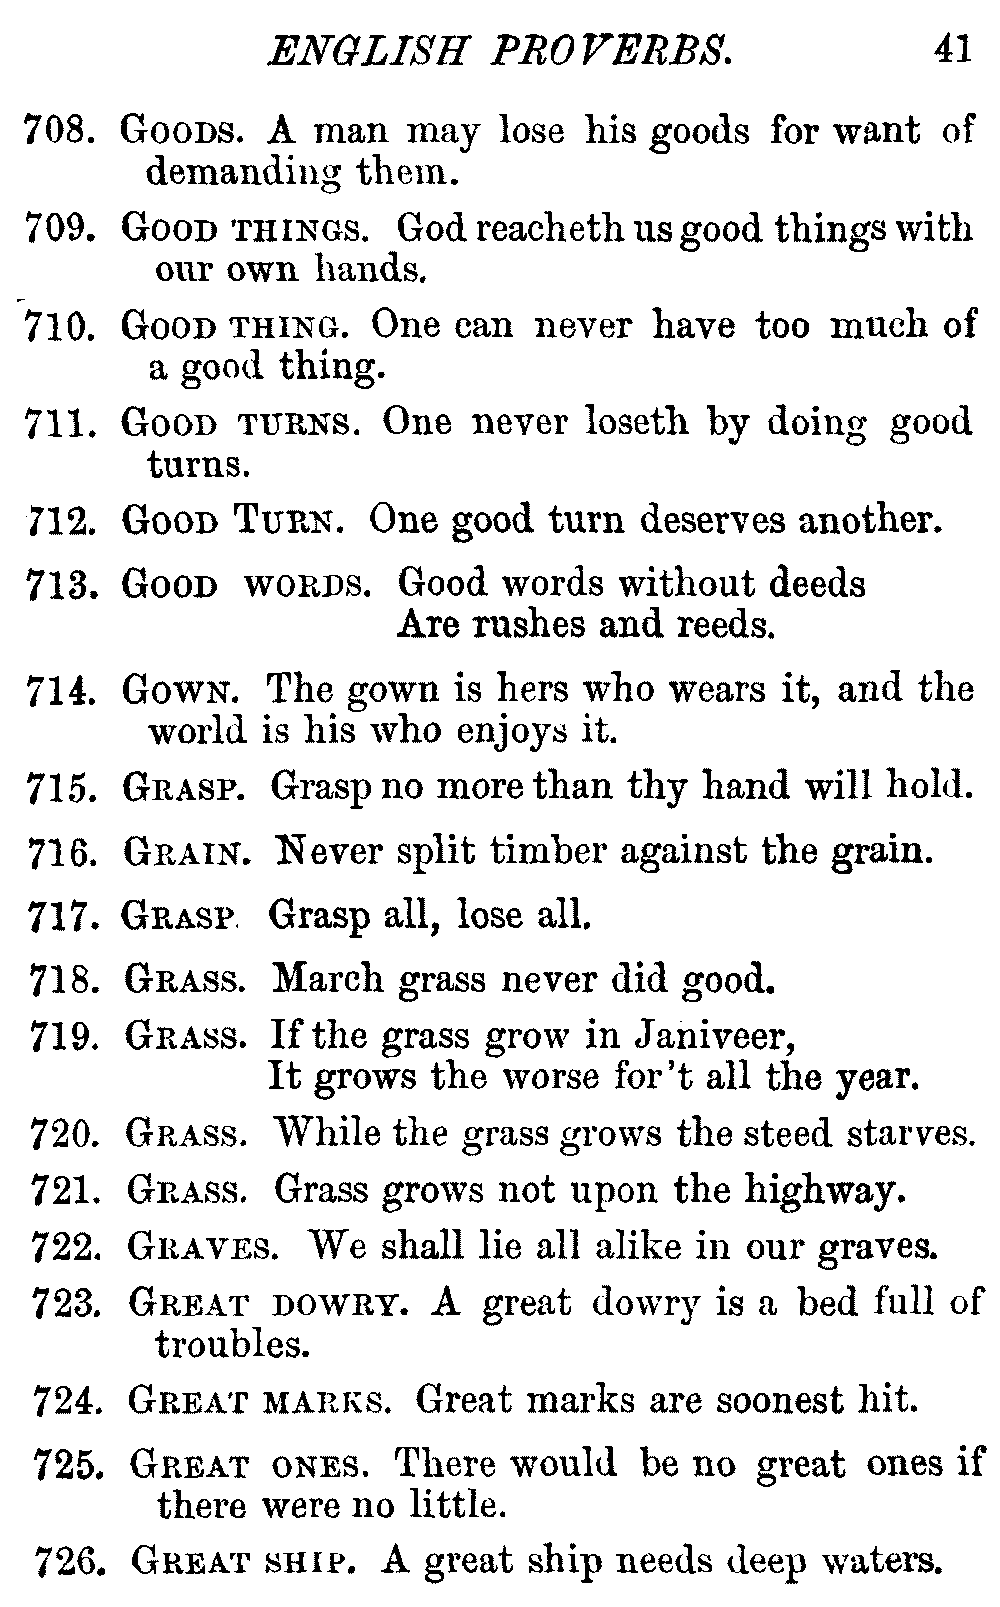 ENGLISH PROVERBS. 41
708. GOODS. A man may lose his goods for want of
demanding them.
709. GOOD THINGS. God reacheth us good things with
our own hands.
710. GOOD THING. One can never have too much of
a good thing.
711. GOOD TURNS. One never loseth by doing good
turns.
712. GOOD TURN. One good turn deserves another.
713. GOOD WORDS. Good words without deeds
Are rushes and reeds.
714. GOWN. The gown is hers who wears it, and the
world is his who enjoys it.
715. GRASP. Grasp no more than thy hand will hold.
716. GRAIN. Never split timber against the grain.
717. GRASP. Grasp all, lose all.
718. GRASS. March grass never did good.
719. GRASS. If the grass grow in Janiveer,
It grows the worse for't all the year.
720. GRASS. While the grass grows the steed starves.
721. GRASS. Grass grows not upon the highway.
722. GRAVES. We shall lie all alike in our graves.
723. GREAT DOWRY. A great dowry is a bed full of
troubles.
724. GREAT MARKS. Great marks are soonest hit.
725. GREAT ONES. There would be no great ones if
there were no little.
726. GREAT SHIP. A great ship needs deep waters.